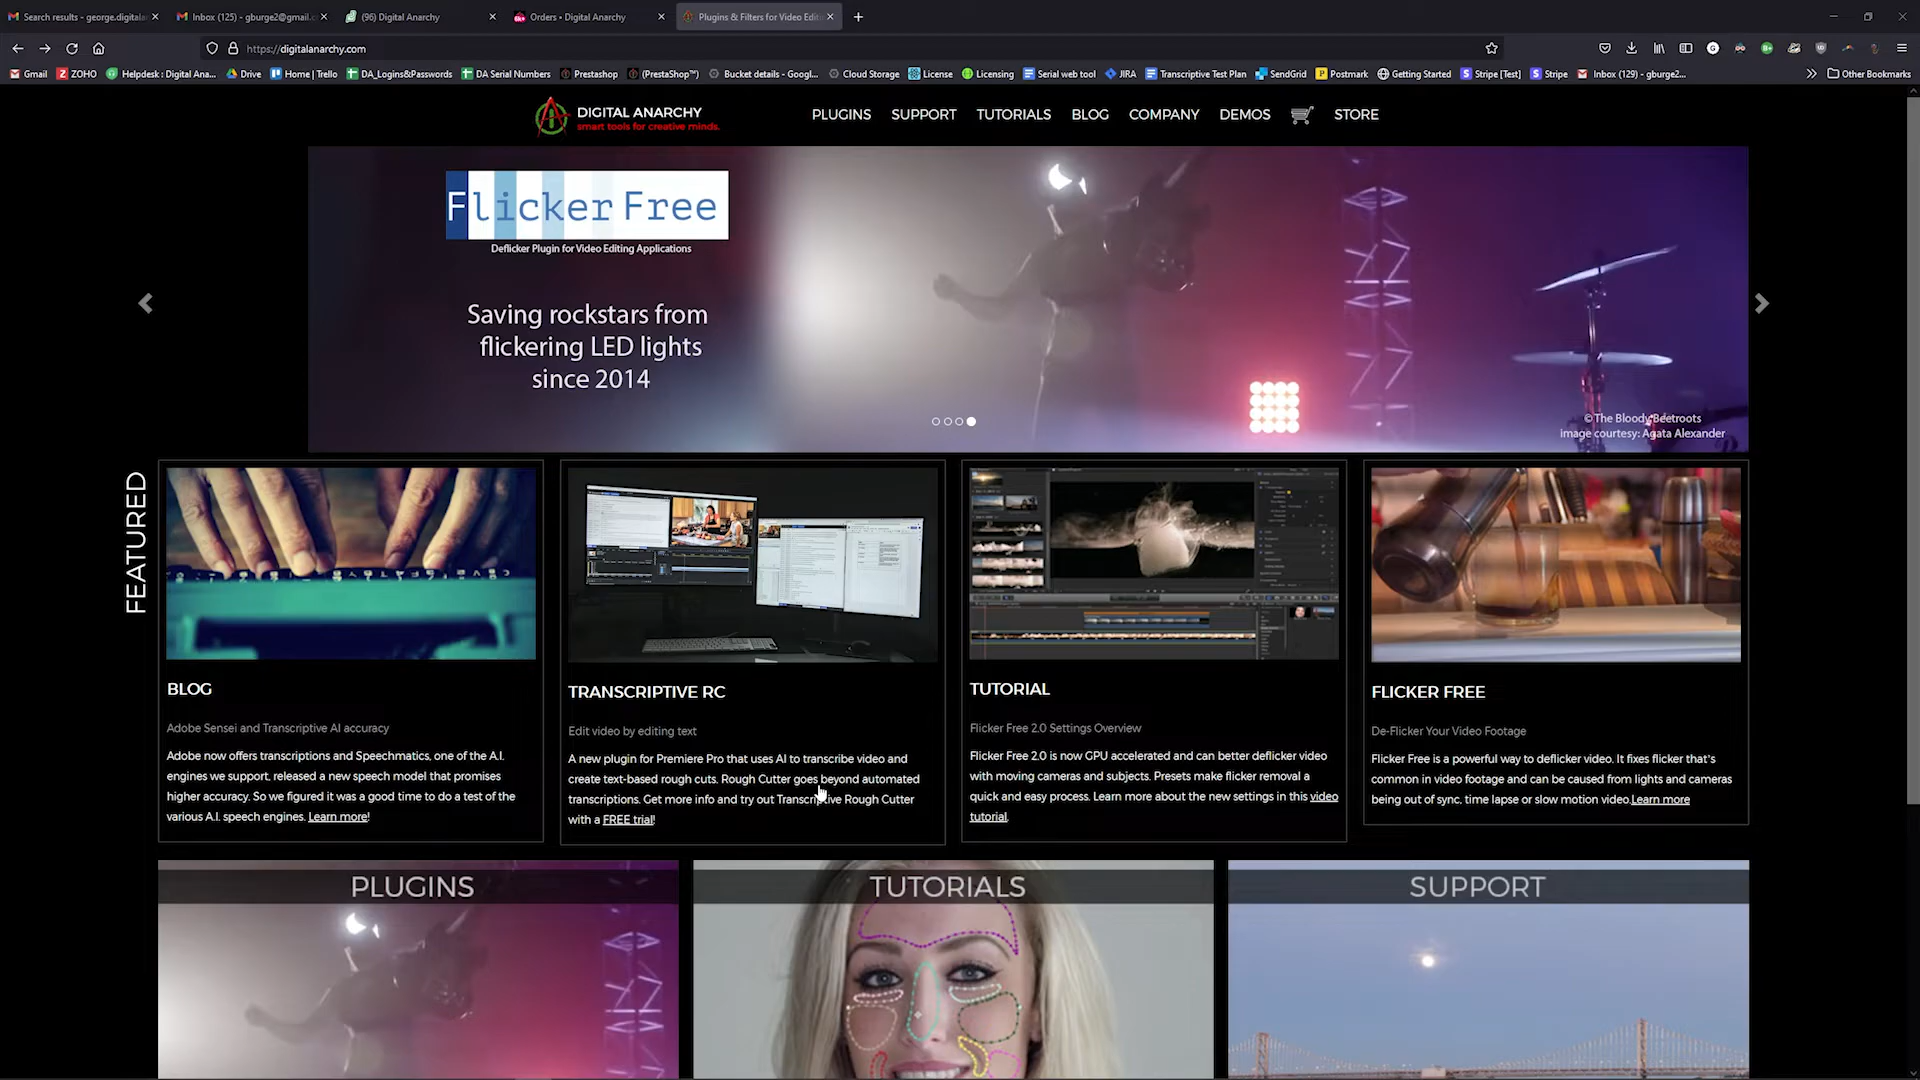 Search results - george.digitalan
Inbox (125) - gburge2@gmail.c
(96) Digital Anarchy
Orders • Digital Anarchy
Plugins & Filters for Video Editi
https://digitalanarchy.com
Gmail
ZOHO
Helpdesk : Digital Ana...
Drive
Home | Trello
DA_Logins&Passwords
DA Serial Numbers
Prestashop
(PrestaShop™)
Bucket details - Googl...
Cloud Storage
License
Licensing
Serial web tool
JIRA
Transcriptive Test Plan
SendGrid
Postmark
Getting Started
Stripe [Test]
Stripe
Inbox (129) - gburge2...
Other Bookmarks
DIGITAL ANARCHY
smart tools for creative minds.
PLUGINS
SUPPORT
TUTORIALS
BLOG
COMPANY
DEMOS
STORE
Flicker Free
Deflicker Plugin for Video Editing Applications
Saving rockstars from
flickering LED lights
since 2014
© The Bloody Beetroots
image courtesy: Agata Alexander
FEATURED
BLOG
Adobe Sensei and Transcriptive AI accuracy
Adobe now offers transcriptions and Speechmatics, one of the A.I.
engines we support, released a new speech model that promises
higher accuracy. So we figured it was a good time to do a test of the
various A.I. speech engines. Learn more!
TRANSCRIPTIVE RC
Edit video by editing text
A new plugin for Premiere Pro that uses AI to transcribe video and
create text-based rough cuts. Rough Cutter goes beyond automated
transcriptions. Get more info and try out Transcriptive Rough Cutter
with a FREE trial!
TUTORIAL
Flicker Free 2.0 Settings Overview
Flicker Free 2.0 is now GPU accelerated and can better deflicker video
with moving cameras and subjects. Presets make flicker removal a
quick and easy process. Learn more about the new settings in this video
tutorial.
FLICKER FREE
De-Flicker Your Video Footage
Flicker Free is a powerful way to deflicker video. It fixes flicker that's
common in video footage and can be caused from lights and cameras
being out of sync, time lapse or slow motion video.Learn more
PLUGINS
TUTORIALS
SUPPORT